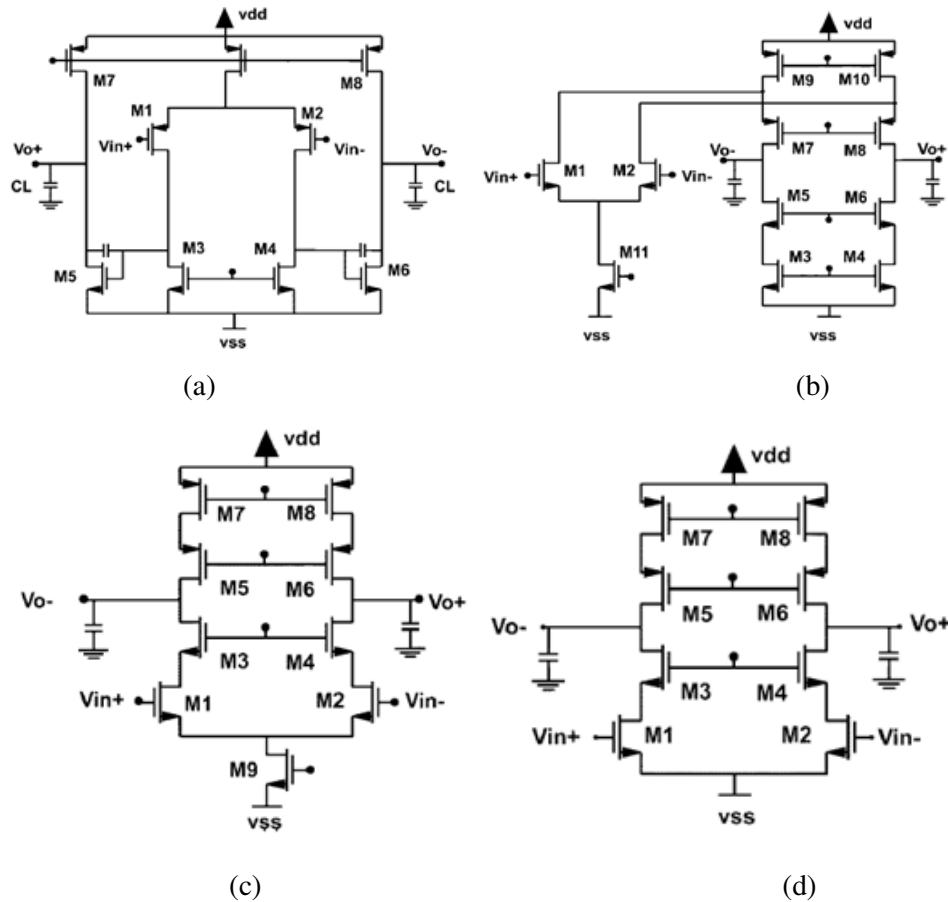 vdd
M7
M8
M1
M2
Vin+
Vin-
Vo+
Vo-
CL
CL
M3
M4
M5
M6
vss
(a)
vdd
M9
M10
Vo-
Vo+
M7
M8
Vin+
M1
M2
Vin-
M5
M6
M11
M3
M4
vss
vss
(b)
vdd
M7
M8
M5
M6
Vo-
Vo+
M3
M4
Vin+
M1
M2
Vin-
M9
vss
(c)
vdd
M7
M8
M5
M6
Vo-
Vo+
M3
M4
Vin+
M1
M2
Vin-
vss
(d)